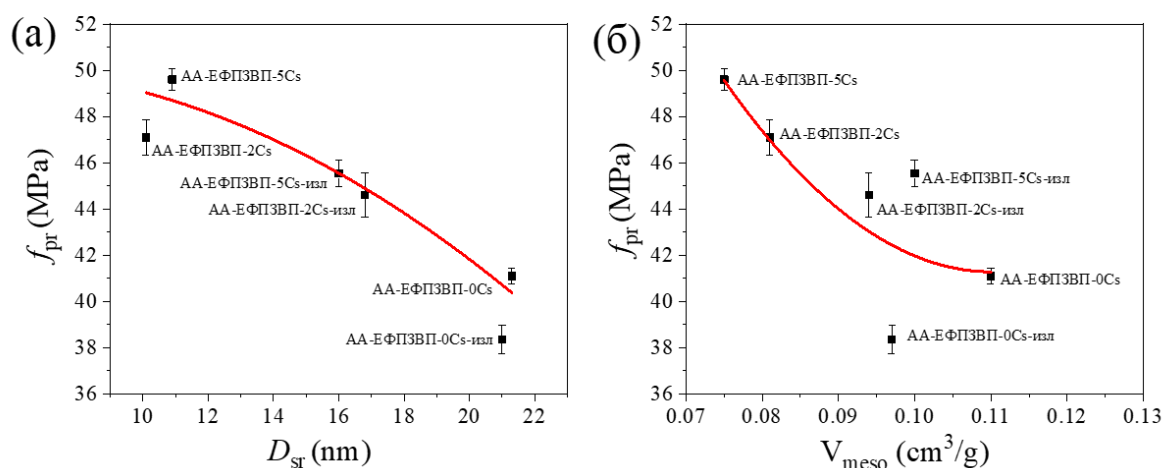 (а)
52
50
48
46
44
42
40
38
36
f_pr (MPa)
АА-ЕФПЗВП-5Cs
АА-ЕФПЗВП-2Cs
АА-ЕФПЗВП-5Cs-изл
АА-ЕФПЗВП-2Cs-изл
АА-ЕФПЗВП-0Cs
АА-ЕФПЗВП-0Cs-изл
10 12 14 16 18 20 22
D_sr (nm)
(б)
52
50
48
46
44
42
40
38
36
f_pr (MPa)
АА-ЕФПЗВП-5Cs
АА-ЕФПЗВП-2Cs
АА-ЕФПЗВП-5Cs-изл
АА-ЕФПЗВП-2Cs-изл
АА-ЕФПЗВП-0Cs
АА-ЕФПЗВП-0Cs-изл
0.07 0.08 0.09 0.10 0.11 0.12 0.13
V_meso (cm³/g)